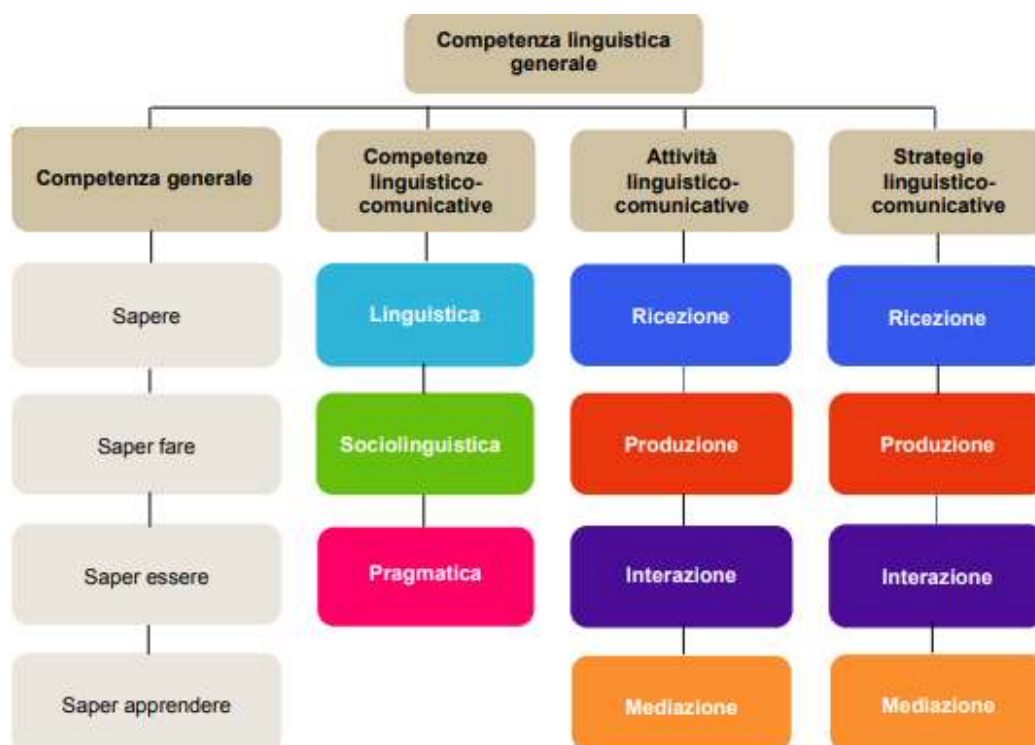 Competenza linguistica
generale
Competenza generale
Competenze
linguistico-
comunicative
Attività
linguistico-
comunicative
Strategie
linguistico-
comunicative
Sapere
Linguistica
Ricezione
Ricezione
Saper fare
Sociolinguistica
Produzione
Produzione
Saper essere
Pragmatica
Interazione
Interazione
Saper apprendere
Mediazione
Mediazione